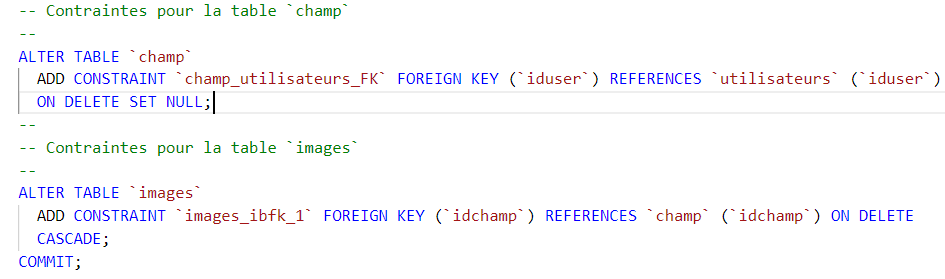 -- Contraintes pour la table `champ`
--
ALTER TABLE `champ`
ADD CONSTRAINT `champ_utilisateurs_FK` FOREIGN KEY (`iduser`) REFERENCES `utilisateurs` (`iduser`)
ON DELETE SET NULL;
--
-- Contraintes pour la table `images`
--
ALTER TABLE `images`
ADD CONSTRAINT `images_ibfk_1` FOREIGN KEY (`idchamp`) REFERENCES `champ` (`idchamp`) ON DELETE
CASCADE;
COMMIT;